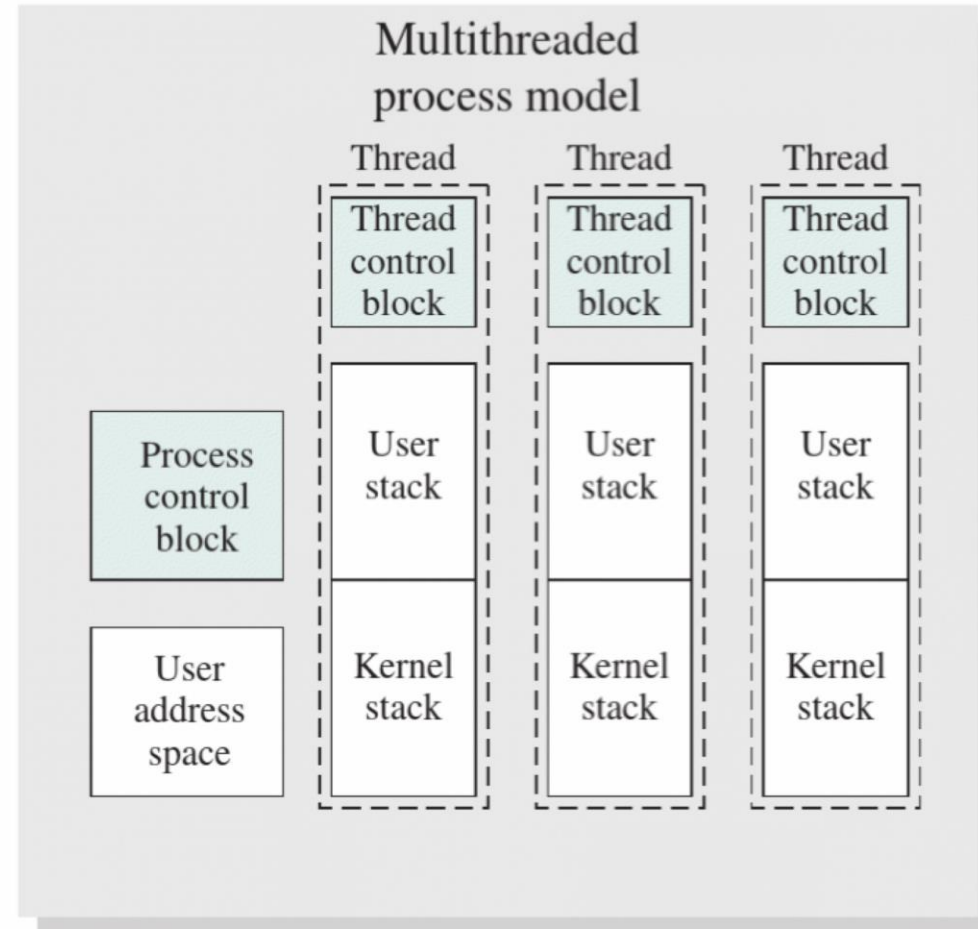 Multithreaded
process model
Thread
Thread
Thread
Thread
control
block
Thread
control
block
Thread
control
block
Process
control
block
User
stack
User
stack
User
stack
User
address
space
Kernel
stack
Kernel
stack
Kernel
stack